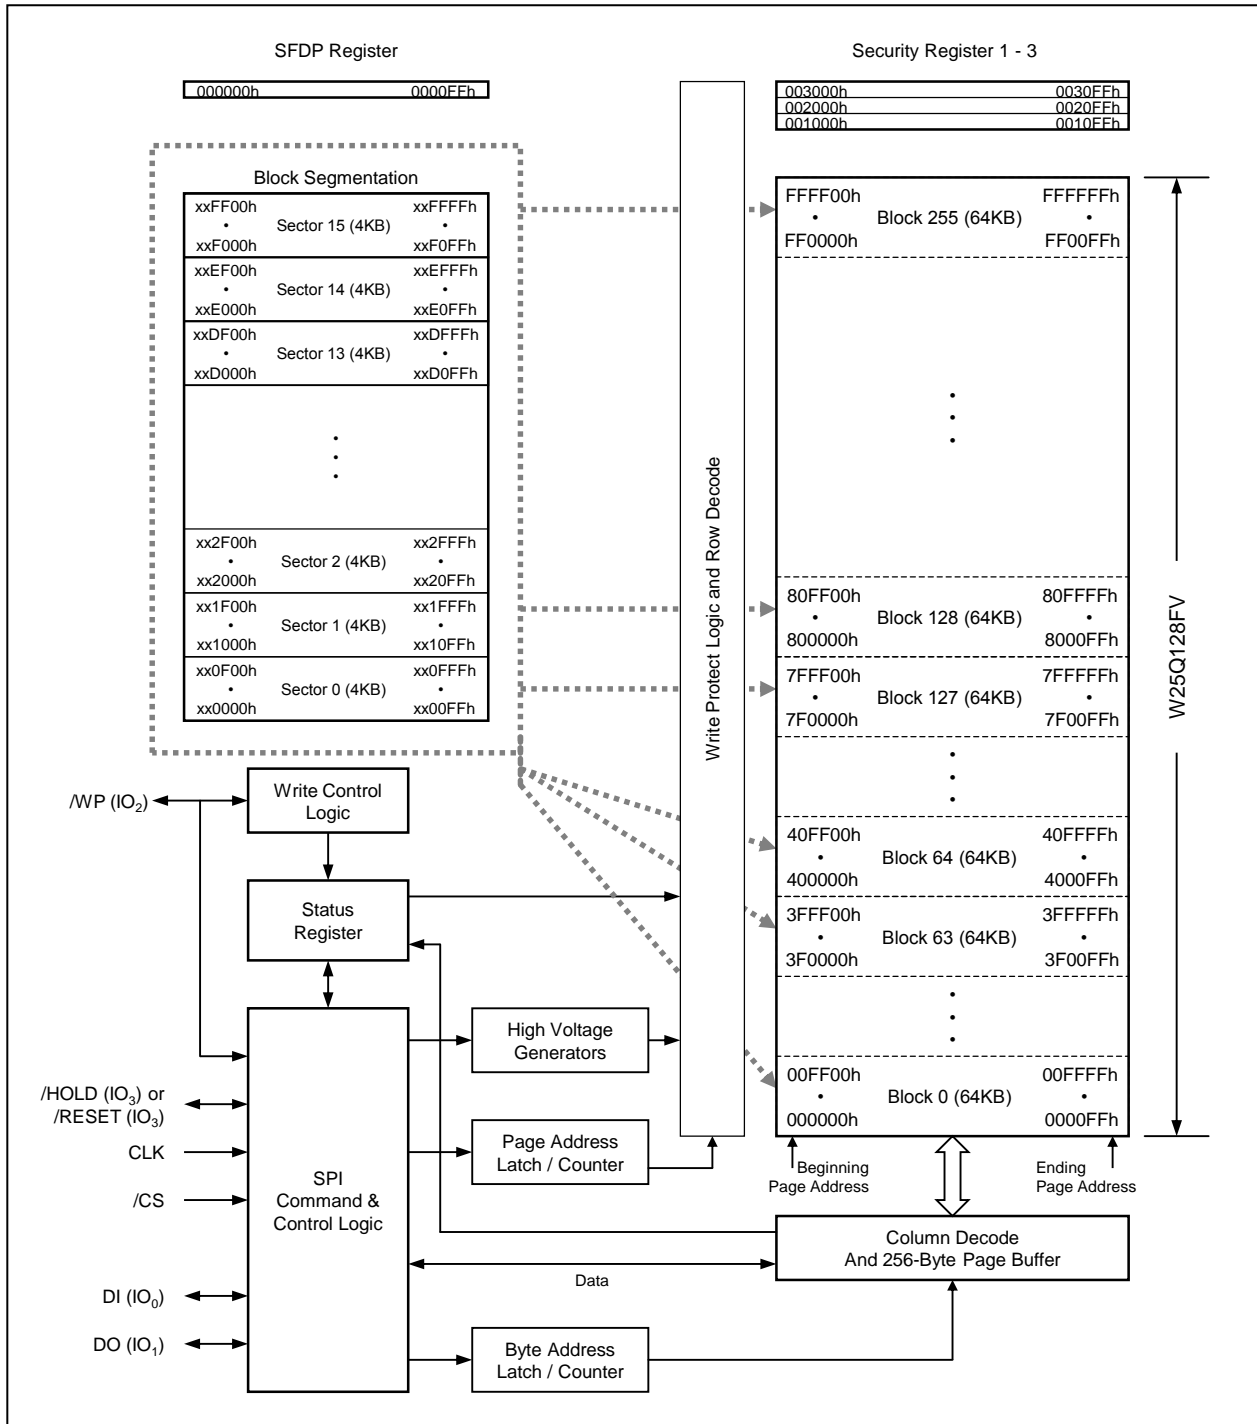 SFDP Register
000000h 0000FFh
Security Register 1 - 3
003000h 0030FFh
002000h 0020FFh
001000h 0010FFh
Block Segmentation
xxFF00h xxFFFFh
• Sector 15 (4KB) •
xxF000h xxF0FFh
xxEF00h xxEFFFh
• Sector 14 (4KB) •
xxE000h xxE0FFh
xxDF00h xxDFFFh
• Sector 13 (4KB) •
xxD000h xxD0FFh
xx2F00h xx2FFFh
• Sector 2 (4KB) •
xx2000h xx20FFh
xx1F00h xx1FFFh
• Sector 1 (4KB) •
xx1000h xx10FFh
xx0F00h xx0FFFh
• Sector 0 (4KB) •
xx0000h xx00FFh
Write Protect Logic and Row Decode
FFFF00h FFFFFFh
• Block 255 (64KB) •
FF0000h FF00FFh
80FF00h 80FFFFh
• Block 128 (64KB) •
800000h 8000FFh
7FFF00h 7FFFFFh
• Block 127 (64KB) •
7F0000h 7F00FFh
40FF00h 40FFFFh
• Block 64 (64KB) •
400000h 4000FFh
3FFF00h 3FFFFFh
• Block 63 (64KB) •
3F0000h 3F00FFh
00FF00h 00FFFFh
• Block 0 (64KB) •
000000h 0000FFh
W25Q128FV
Beginning
Page Address
Ending
Page Address
/WP (IO₂)
Write Control
Logic
Status
Register
/HOLD (IO₃) or
/RESET (IO₃)
CLK
/CS
DI (IO₀)
DO (IO₁)
SPI
Command &
Control Logic
High Voltage
Generators
Page Address
Latch / Counter
Column Decode
And 256-Byte Page Buffer
Data
Byte Address
Latch / Counter